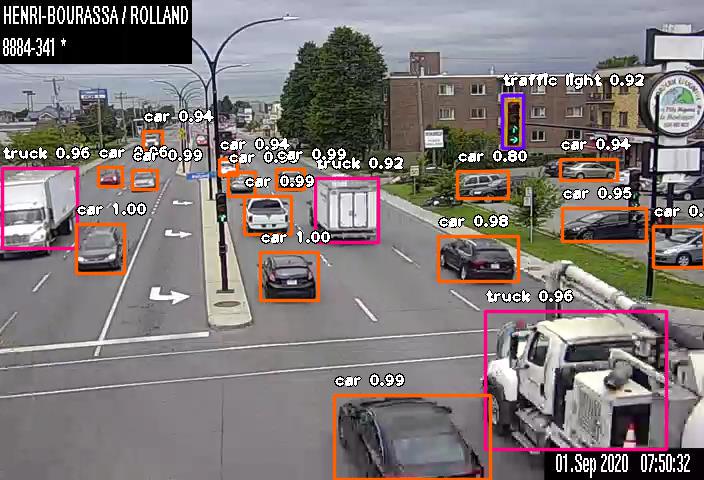 HENRI-BOURASSA / ROLLAND
8884-341 *
traffic light 0.92
car 0.94
car 0.94
car 0.94
truck 0.96
car 0.99
car 0.99
truck 0.92
car 0.80
car 0.99
car 0.95
car 1.00
car 0.98
car 1.00
truck 0.96
car 0.99
01.Sep 2020 07:50:32